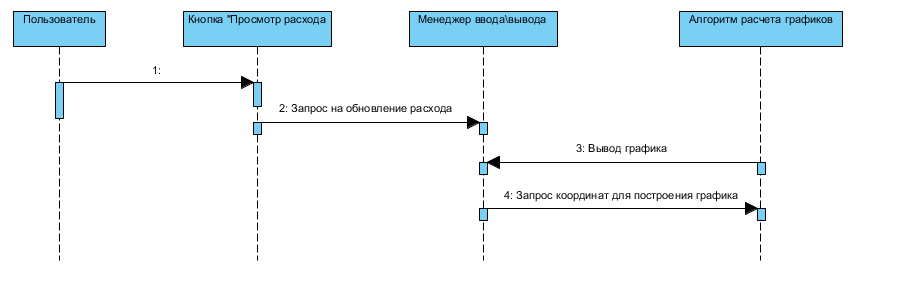 Пользователь
Кнопка "Просмотр расхода
Менеджер ввода\вывода
Алгоритм расчета графиков
1:
2: Запрос на обновление расхода
3: Вывод графика
4: Запрос координат для построения графика